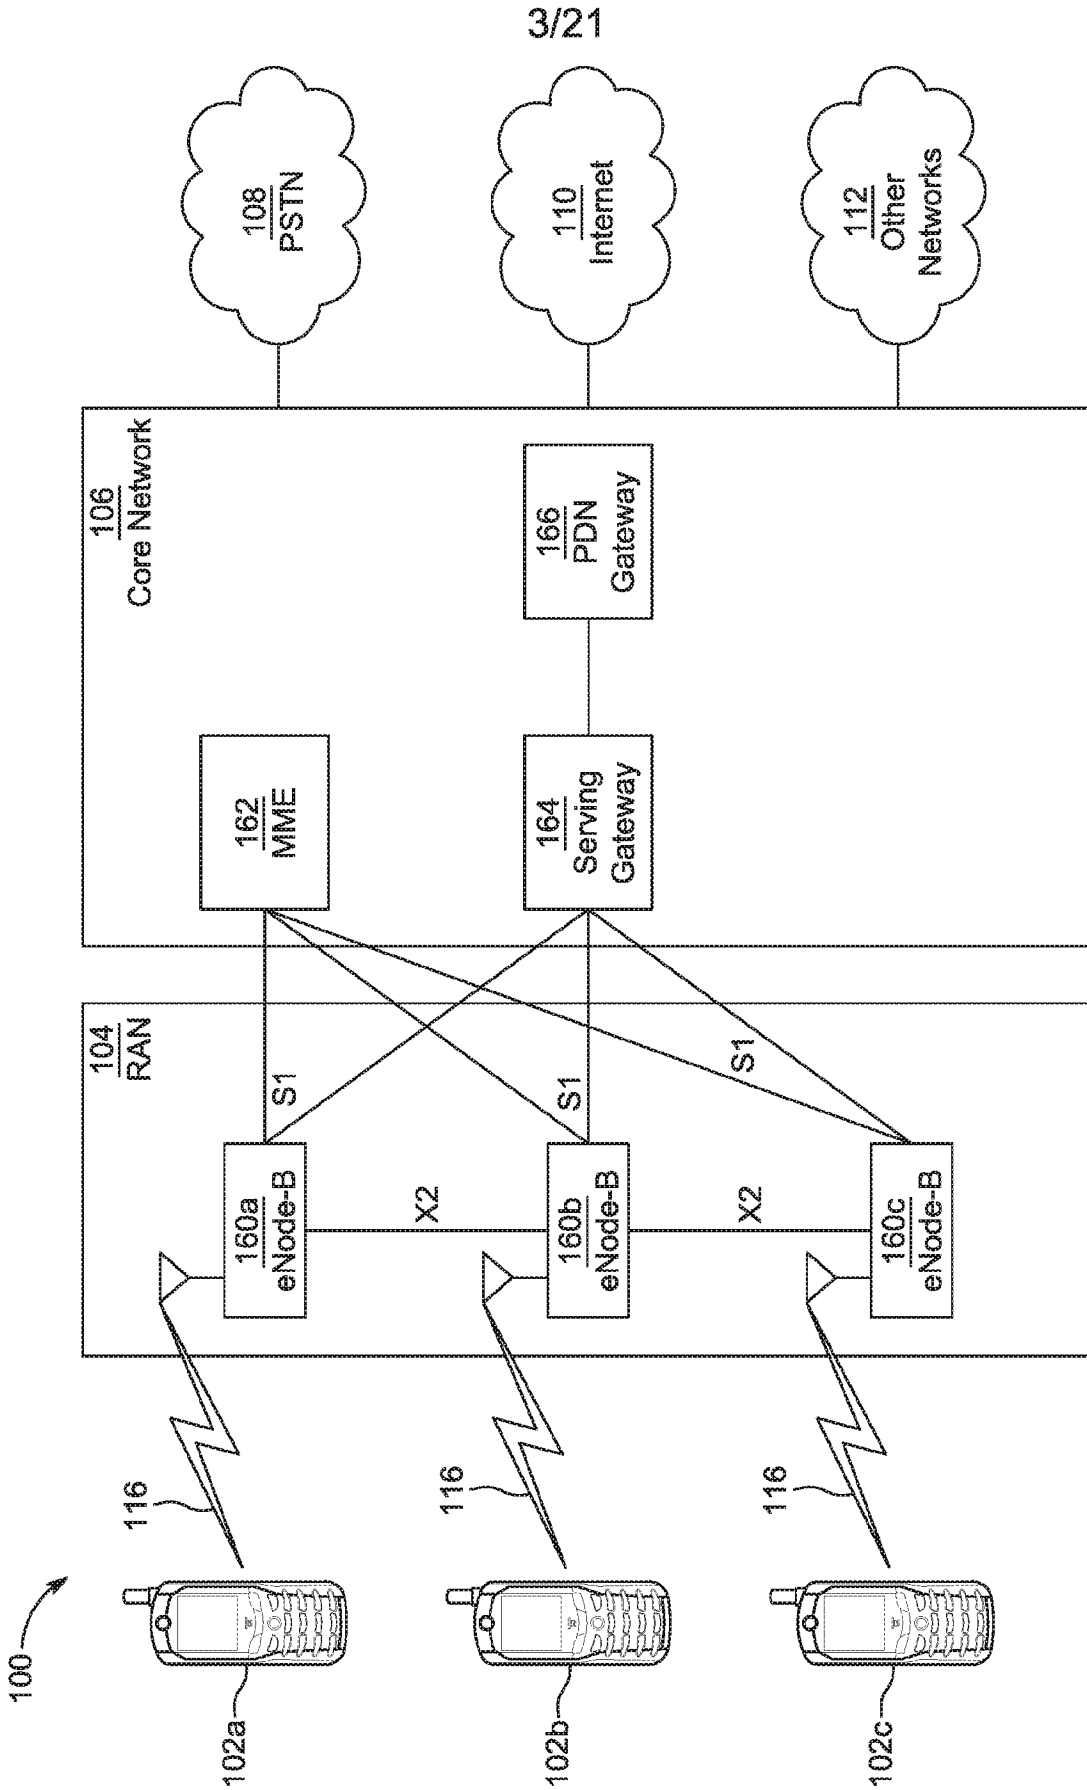 3/21
100
102a
102b
102c
116
116
116
104
RAN
160a
eNode-B
160b
eNode-B
160c
eNode-B
X2
X2
S1
S1
S1
106
Core Network
162
MME
164
Serving
Gateway
166
PDN
Gateway
108
PSTN
110
Internet
112
Other
Networks